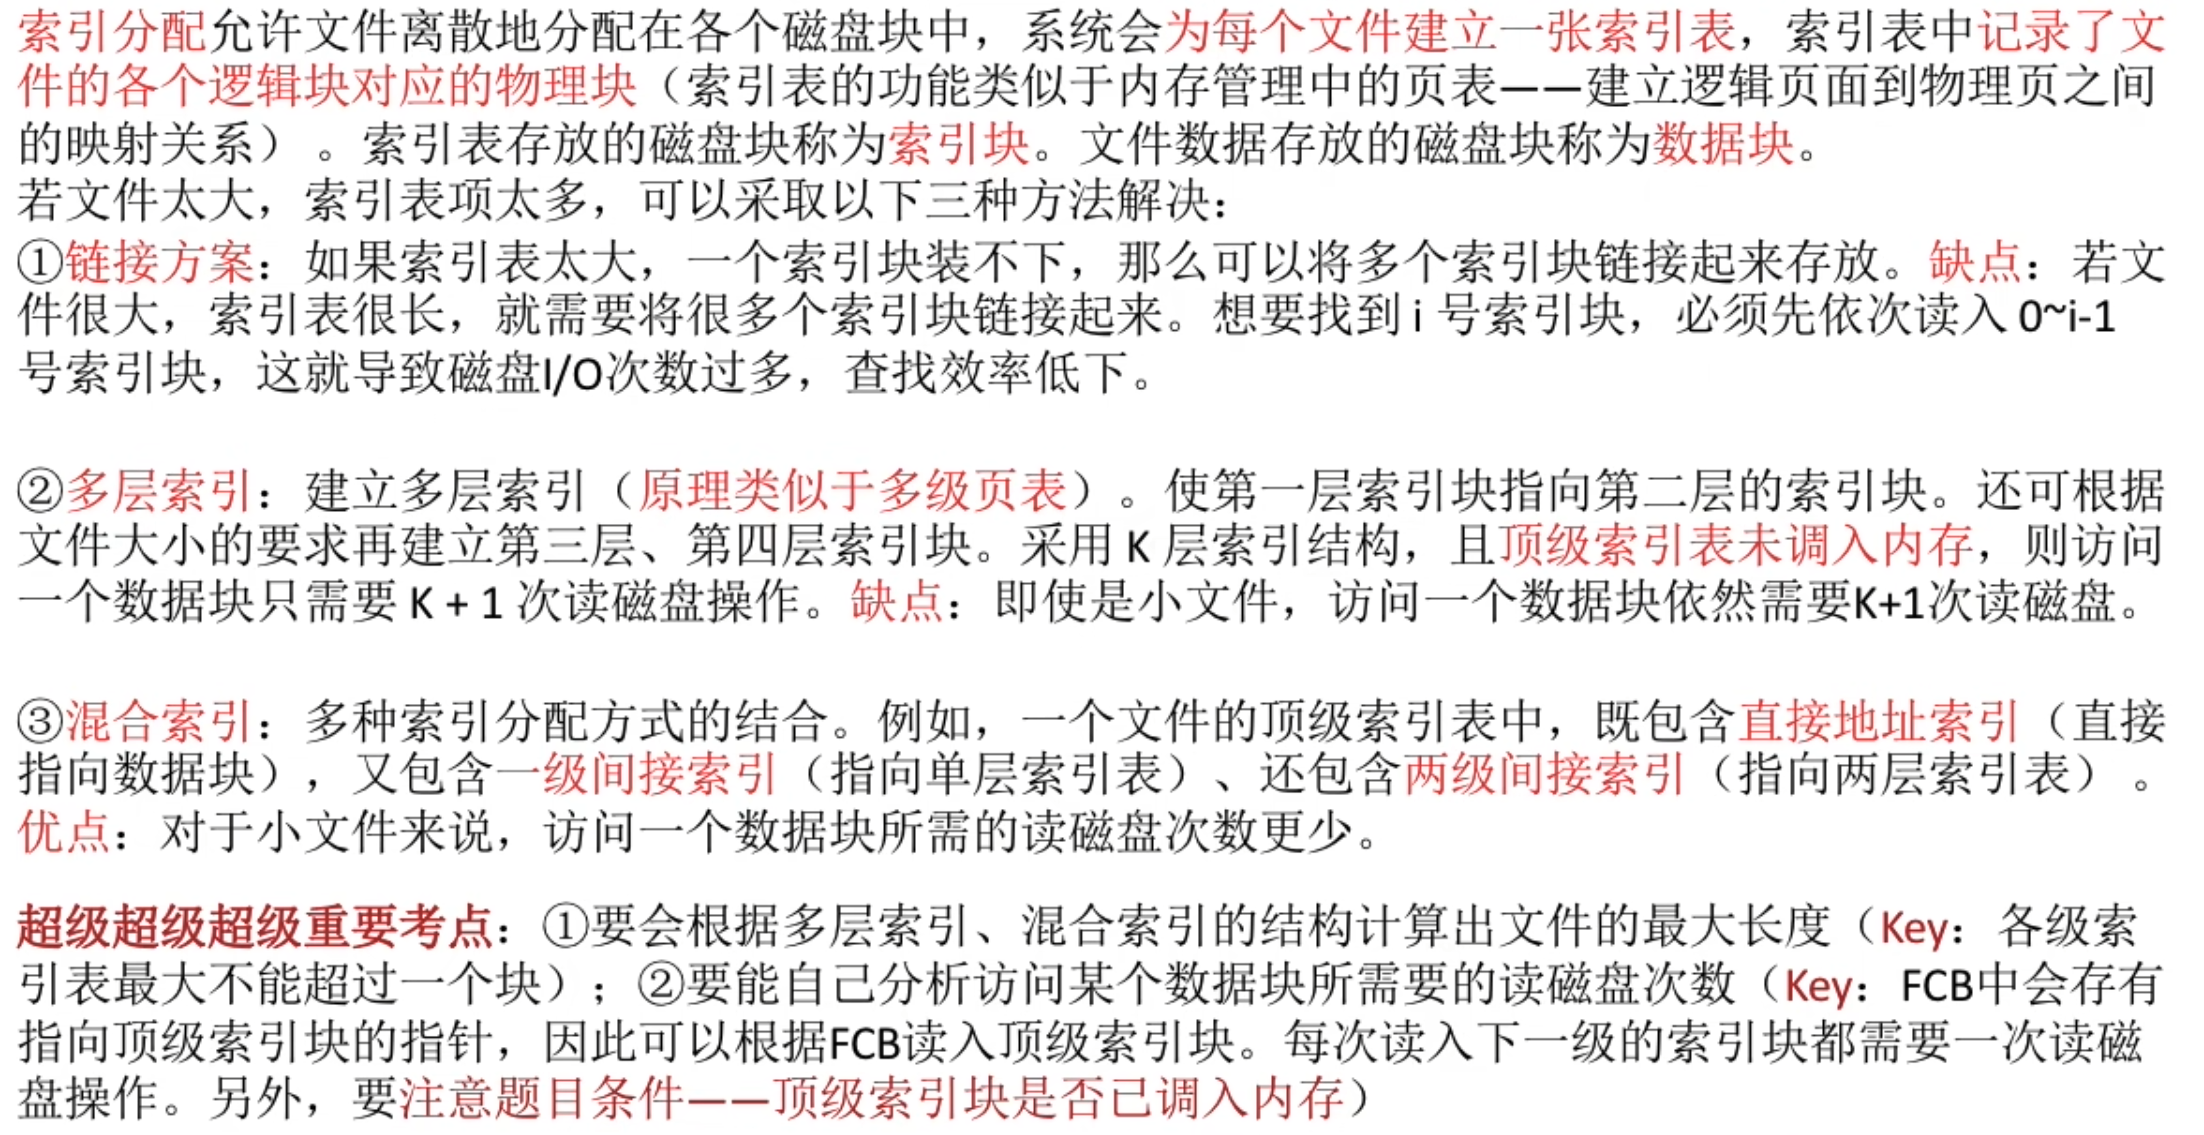 索引分配允许文件离散地分配在各个磁盘块中，系统会为每个文件建立一张索引表，索引表中记录了文
件的各个逻辑块对应的物理块（索引表的功能类似于内存管理中的页表——建立逻辑页面到物理页之间
的映射关系）。索引表存放的磁盘块称为索引块。文件数据存放的磁盘块称为数据块。
若文件太大，索引表项太多，可以采取以下三种方法解决：
①链接方案：如果索引表太大，一个索引块装不下，那么可以将多个索引块链接起来存放。缺点：若文
件很大，索引表很长，就需要将很多个索引块链接起来。想要找到 i 号索引块，必须先依次读入 0~i-1
号索引块，这就导致磁盘I/O次数过多，查找效率低下。
②多层索引：建立多层索引（原理类似于多级页表）。使第一层索引块指向第二层的索引块。还可根据
文件大小的要求再建立第三层、第四层索引块。采用 K 层索引结构，且顶级索引表未调入内存，则访问
一个数据块只需要 K + 1 次读磁盘操作。缺点：即使是小文件，访问一个数据块依然需要K+1次读磁盘。
③混合索引：多种索引分配方式的结合。例如，一个文件的顶级索引表中，既包含直接地址索引（直接
指向数据块），又包含一级间接索引（指向单层索引表）、还包含两级间接索引（指向两层索引表）。
优点：对于小文件来说，访问一个数据块所需的读磁盘次数更少。
超级超级超级重要考点：①要会根据多层索引、混合索引的结构计算出文件的最大长度（Key：各级索
引表最大不能超过一个块）；②要能自己分析访问某个数据块所需要的读磁盘次数（Key：FCB中会存有
指向顶级索引块的指针，因此可以根据FCB读入顶级索引块。每次读入下一级的索引块都需要一次读磁
盘操作。另外，要注意题目条件——顶级索引块是否已调入内存）